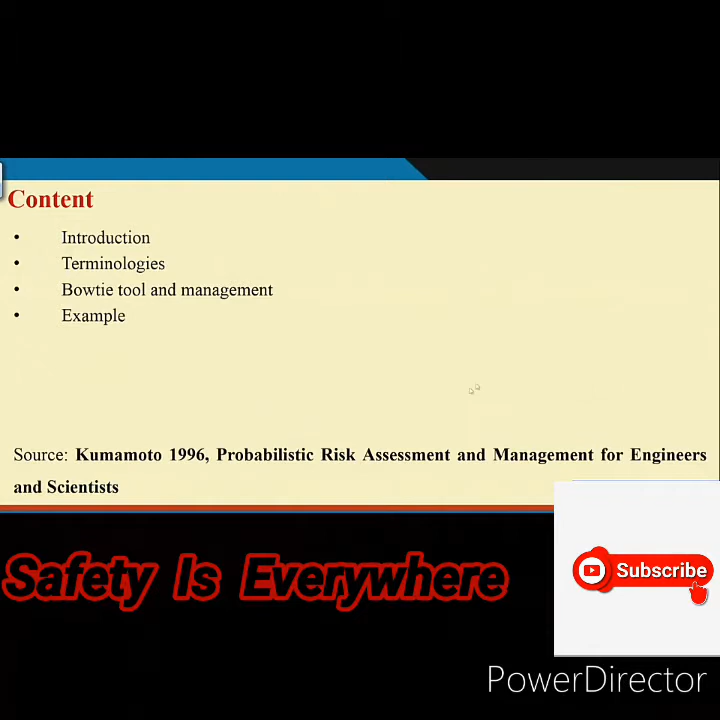 Content
• Introduction
• Terminologies
• Bowtie tool and management
• Example
Source: Kumamoto 1996, Probabilistic Risk Assessment and Management for Engineers
and Scientists
Safety Is Everywhere
Subscribe
PowerDirector